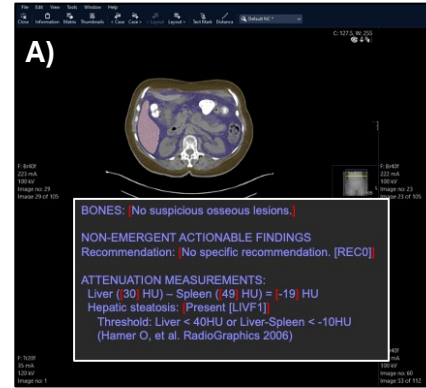 File Edit View Tools Window Help
Close Information Matrix Thumbnails < Case Case > < Layout Layout > Text Mark Distance Default NC *
C: 127.5, W: 255
A)
F: Br40f
223 mA
100 kV
Image no: 29
Image 29 of 105
F: Br40f
222 mA
100 kV
Image no: 23
Image 23 of 105
BONES: [No suspicious osseous lesions.]
NON-EMERGENT ACTIONABLE FINDINGS
Recommendation: [No specific recommendation. [REC0]]
ATTENUATION MEASUREMENTS:
Liver ([30] HU) – Spleen ([49] HU) = [-19] HU
Hepatic steatosis: [Present [LIVF1]]
Threshold: Liver < 40HU or Liver-Spleen < -10HU
(Hamer O, et al. RadioGraphics 2006)
F: Tr20f
35 mA
120 kV
Image no: 1
40f
mA
100 kV
Image no: 60
Image 53 of 112